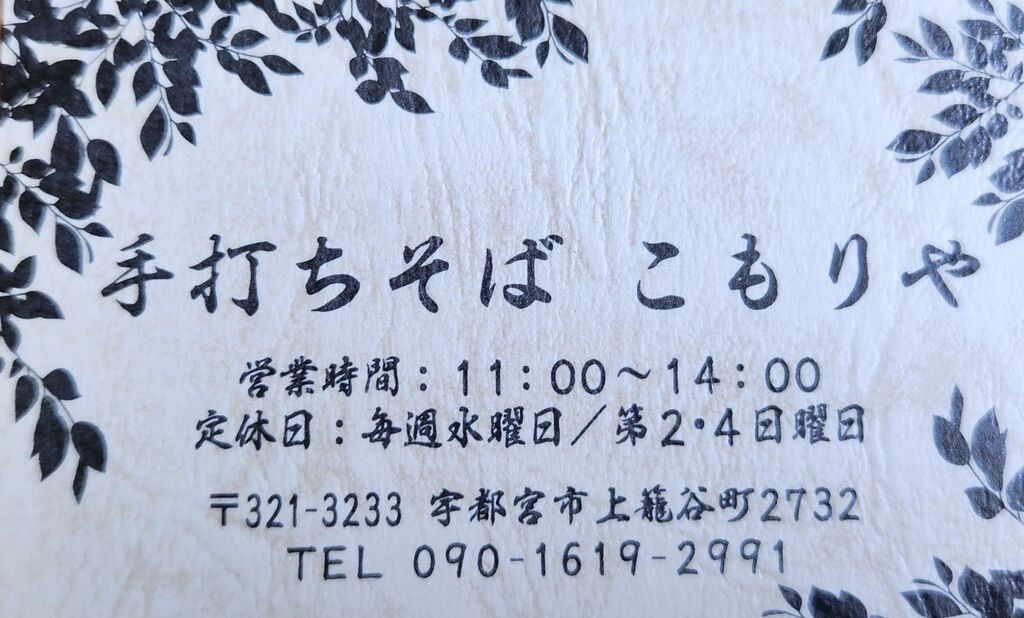 手打ちそば こもりや
営業時間：11：00～14：00
定休日：毎週水曜日／第2・4日曜日
〒321-3233 宇都宮市上籠谷町2732
TEL 090-1619-2991